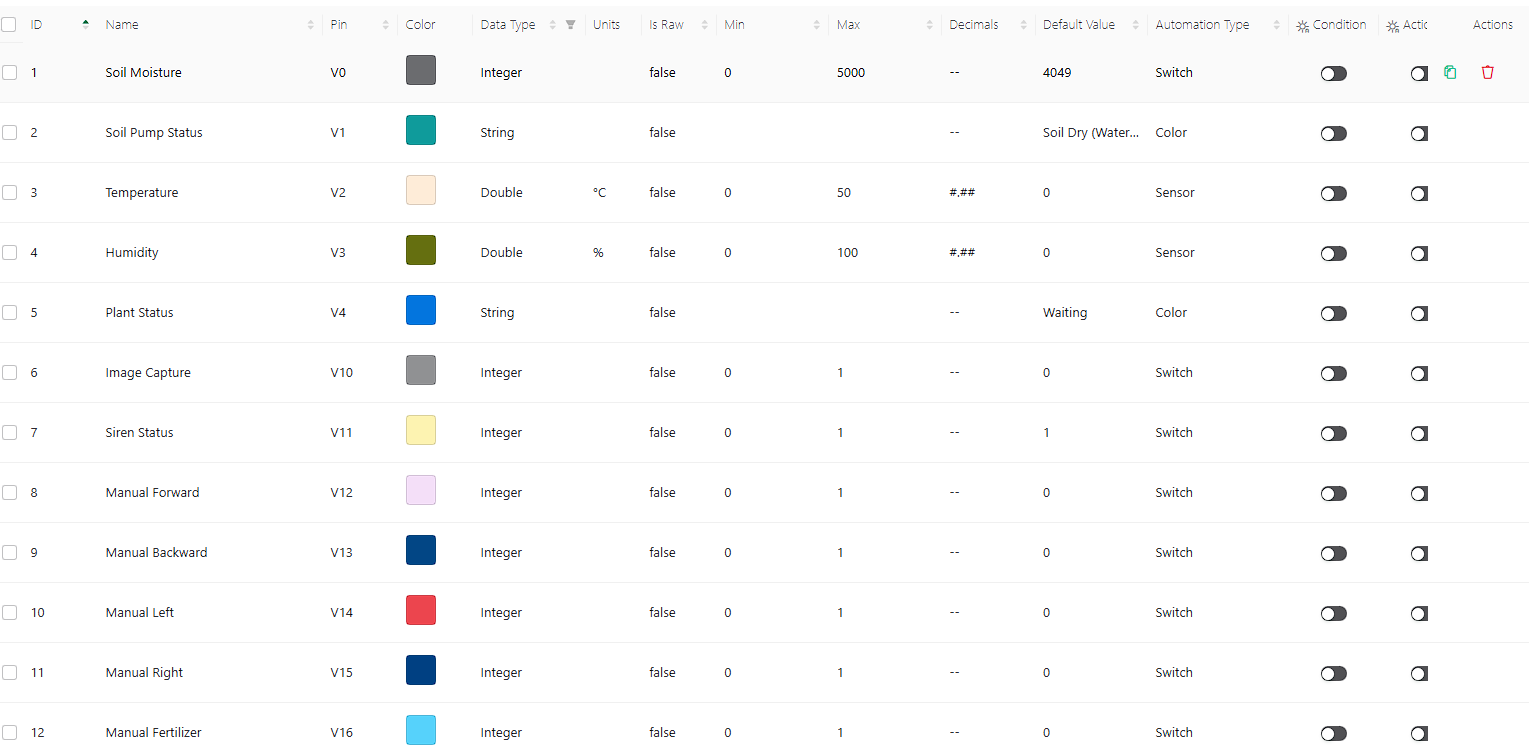 ID Name Pin Color Data Type Units Is Raw Min Max Decimals Default Value Automation Type Condition Actic Actions
1 Soil Moisture V0 Integer false 0 5000 -- 4049 Switch
2 Soil Pump Status V1 String false -- Soil Dry (Water... Color
3 Temperature V2 Double °C false 0 50 #.## 0 Sensor
4 Humidity V3 Double % false 0 100 #.## 0 Sensor
5 Plant Status V4 String false -- Waiting Color
6 Image Capture V10 Integer false 0 1 -- 0 Switch
7 Siren Status V11 Integer false 0 1 -- 1 Switch
8 Manual Forward V12 Integer false 0 1 -- 0 Switch
9 Manual Backward V13 Integer false 0 1 -- 0 Switch
10 Manual Left V14 Integer false 0 1 -- 0 Switch
11 Manual Right V15 Integer false 0 1 -- 0 Switch
12 Manual Fertilizer V16 Integer false 0 1 -- 0 Switch